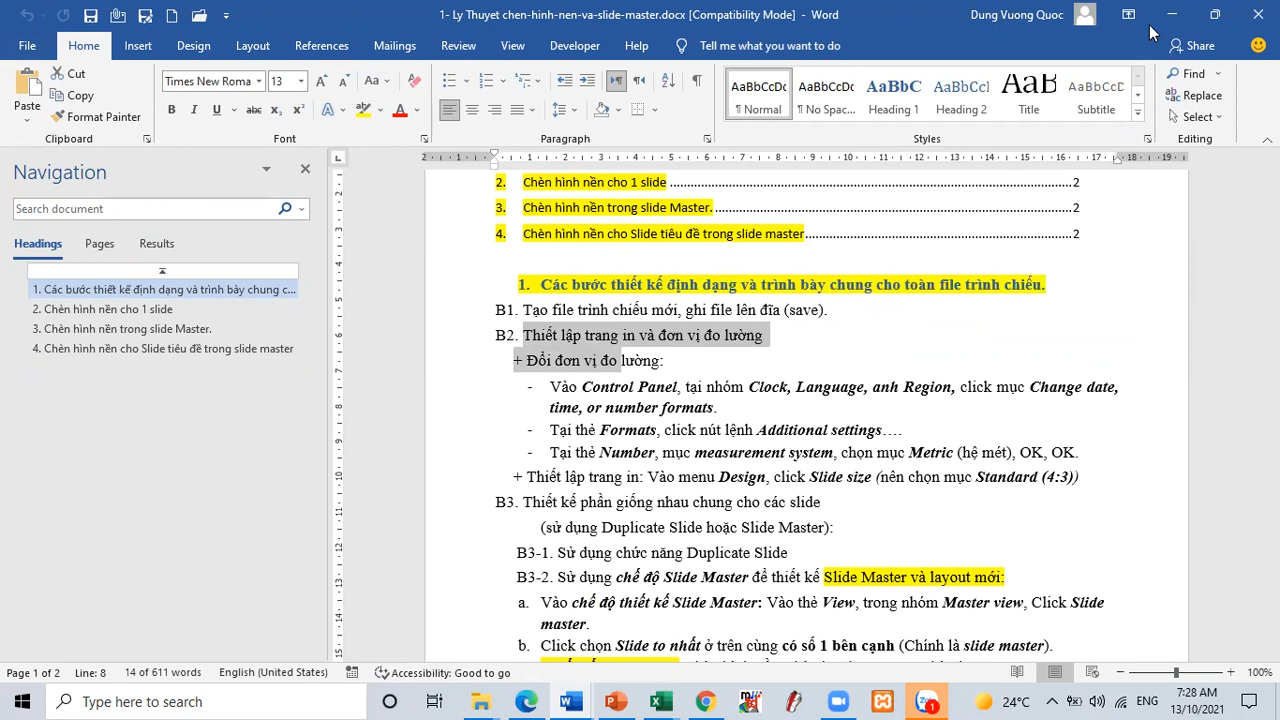 1- Ly Thuyet chen-hinh-nen-va-slide-master.docx [Compatibility Mode] - Word
Dung Vuong Quoc
File Home Insert Design Layout References Mailings Review View Developer Help Tell me what you want to do Share
Paste
Cut
Copy
Format Painter
Clipboard
Times New Roma 13
Font
Paragraph
AaBbCcDc AaBbCcDc AaBbC AaBbCcD AaB AaBbCcD
¶ Normal ¶ No Spac... Heading 1 Heading 2 Title Subtitle
Styles
Find
Replace
Select
Editing
Navigation
Search document
Headings Pages Results
1. Các bước thiết kế định dạng và trình bày chung c...
2. Chèn hình nền cho 1 slide
3. Chèn hình nền trong slide Master.
4. Chèn hình nền cho Slide tiêu đề trong slide master
2. Chèn hình nền cho 1 slide 2
3. Chèn hình nền trong slide Master. 2
4. Chèn hình nền cho Slide tiêu đề trong slide master 2
1. Các bước thiết kế định dạng và trình bày chung cho toàn file trình chiếu.
B1. Tạo file trình chiếu mới, ghi file lên đĩa (save).
B2. Thiết lập trang in và đơn vị đo lường
+ Đổi đơn vị đo lường:
- Vào Control Panel, tại nhóm Clock, Language, anh Region, click mục Change date,
time, or number formats.
- Tại thẻ Formats, click nút lệnh Additional settings….
- Tại thẻ Number, mục measurement system, chọn mục Metric (hệ mét), OK, OK.
+ Thiết lập trang in: Vào menu Design, click Slide size (nên chọn mục Standard (4:3))
B3. Thiết kế phần giống nhau chung cho các slide
(sử dụng Duplicate Slide hoặc Slide Master):
B3-1. Sử dụng chức năng Duplicate Slide
B3-2. Sử dụng chế độ Slide Master để thiết kế Slide Master và layout mới:
a. Vào chế độ thiết kế Slide Master: Vào thẻ View, trong nhóm Master view, Click Slide
master.
b. Click chọn Slide to nhất ở trên cùng có số 1 bên cạnh (Chính là slide master).
Page 1 of 2 Line: 8 14 of 611 words English (United States) Accessibility: Good to go 100%
Type here to search
24°C ENG
7:28 AM
13/10/2021